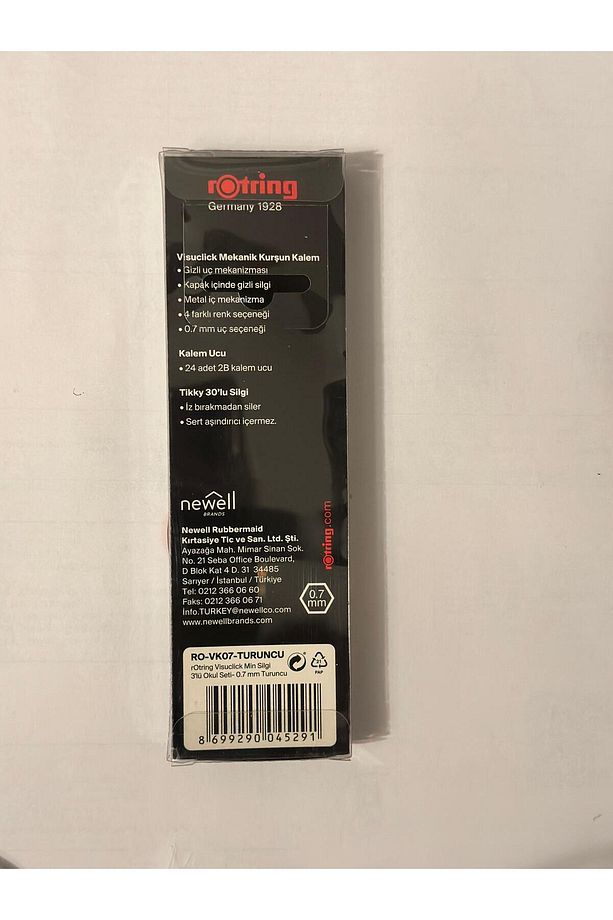 rOtring
Germany 1928
Visuclick Mekanik Kurşun Kalem
• Gizli uç mekanizması
• Kapak içinde gizli silgi
• Metal iç mekanizma
• 4 farklı renk seçeneği
• 0.7 mm uç seçeneği
Kalem Ucu
• 24 adet 2B kalem ucu
Tikky 30'lu Silgi
• İz bırakmadan siler
• Sert aşındırıcı içermez.
newell
BRANDS
rotring.com
Newell Rubbermaid
Kırtasiye Tic ve San. Ltd. Şti.
Ayazağa Mah. Mimar Sinan Sok.
No. 21 Seba Office Boulevard,
D Blok Kat 4 D. 31 34485
Sarıyer / İstanbul / Türkiye
Tel: 0212 366 06 60
Faks: 0212 366 06 71
İnfo.TURKEY@newellco.com
www.newellbrands.com
0.7
mm
RO-VK07-TURUNCU
rOtring Visuclick Min Silgi
3'lü Okul Seti- 0.7 mm Turuncu
21
PAP
8 699290 045291